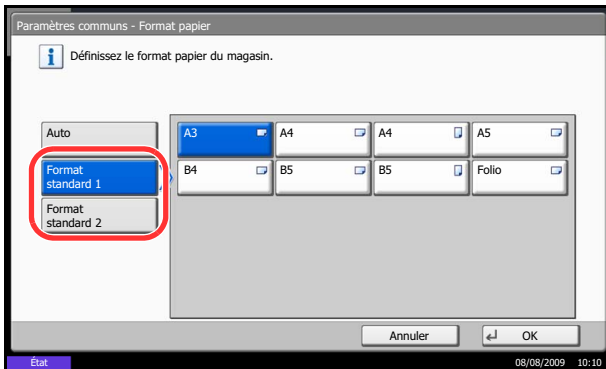 Paramètres communs - Format papier
Définissez le format papier du magasin.
Auto
Format
standard 1
Format
standard 2
A3
A4
A4
A5
B4
B5
B5
Folio
Annuler
OK
État
08/08/2009 10:10